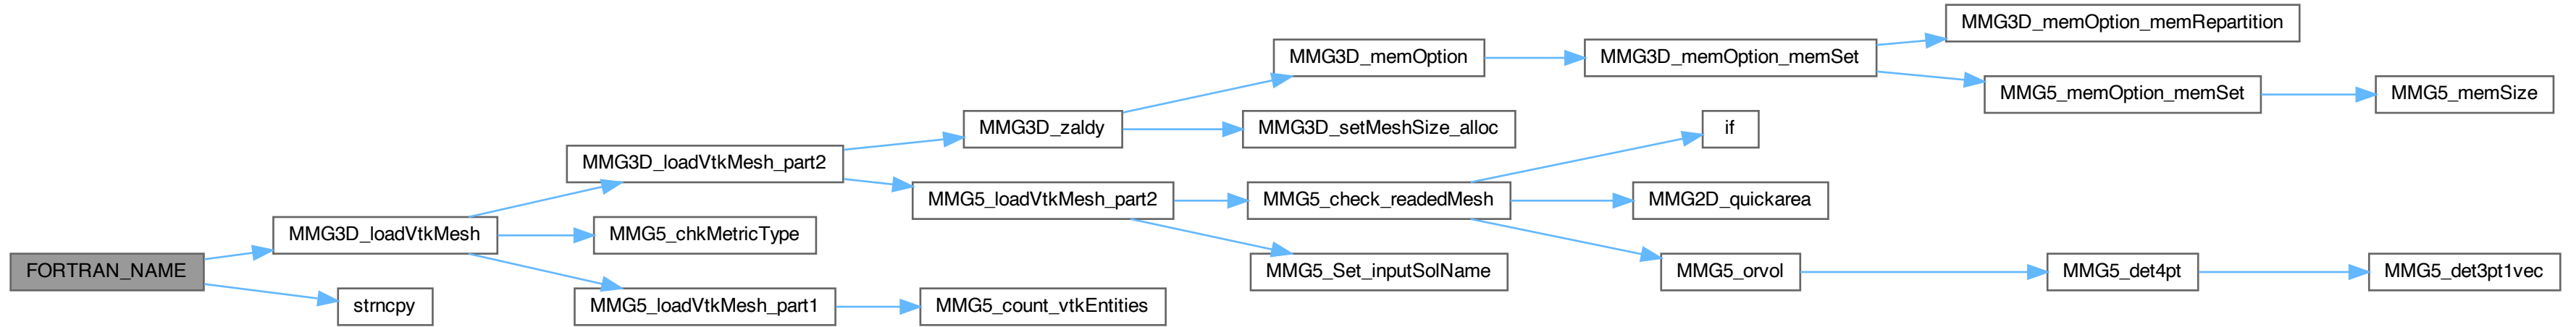 FORTRAN_NAME
MMG3D_loadVtkMesh
strncpy
MMG3D_loadVtkMesh_part2
MMG5_chkMetricType
MMG5_loadVtkMesh_part1
MMG3D_zaldy
MMG5_loadVtkMesh_part2
MMG5_count_vtkEntities
MMG3D_memOption
MMG3D_setMeshSize_alloc
MMG5_check_readedMesh
MMG5_Set_inputSolName
MMG3D_memOption_memSet
if
MMG2D_quickarea
MMG5_orvol
MMG3D_memOption_memRepartition
MMG5_memOption_memSet
MMG5_det4pt
MMG5_memSize
MMG5_det3pt1vec